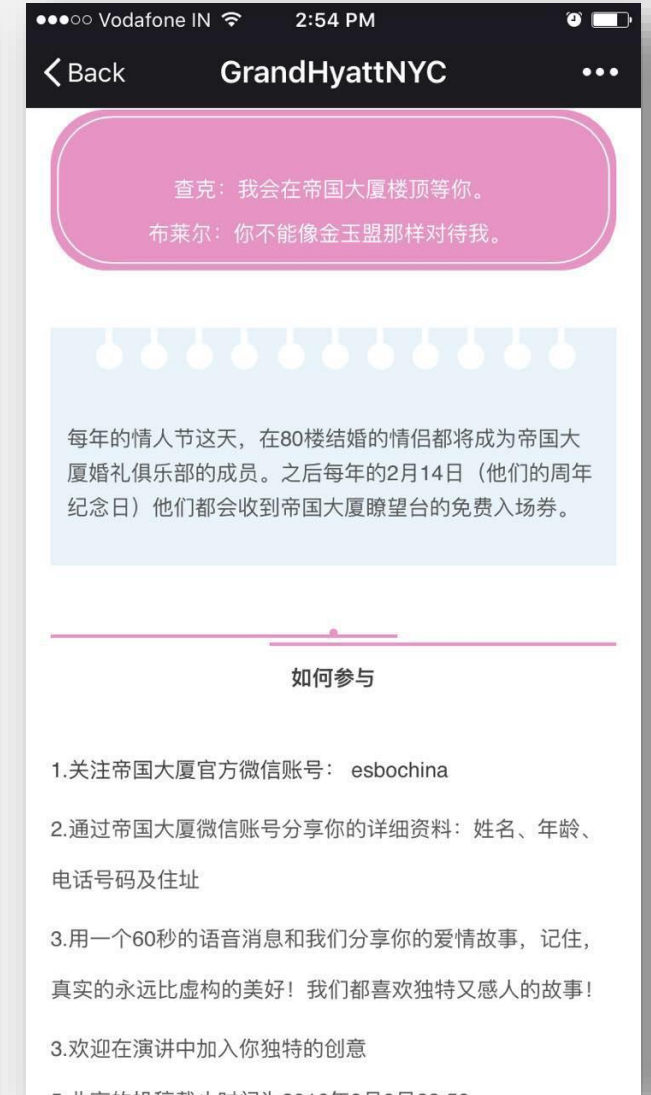 Vodafone IN 2:54 PM
Back GrandHyattNYC
查克：我会在帝国大厦楼顶等你。
布莱尔：你不能像金玉盟那样对待我。
每年的情人节这天，在80楼结婚的情侣都将成为帝国大
厦婚礼俱乐部的成员。之后每年的2月14日（他们的周年
纪念日）他们都会收到帝国大厦瞭望台的免费入场券。
如何参与
1.关注帝国大厦官方微信账号： esbochina
2.通过帝国大厦微信账号分享你的详细资料：姓名、年龄、
电话号码及住址
3.用一个60秒的语音消息和我们分享你的爱情故事，记住，
真实的永远比虚构的美好！我们都喜欢独特又感人的故事！
3.欢迎在演讲中加入你独特的创意